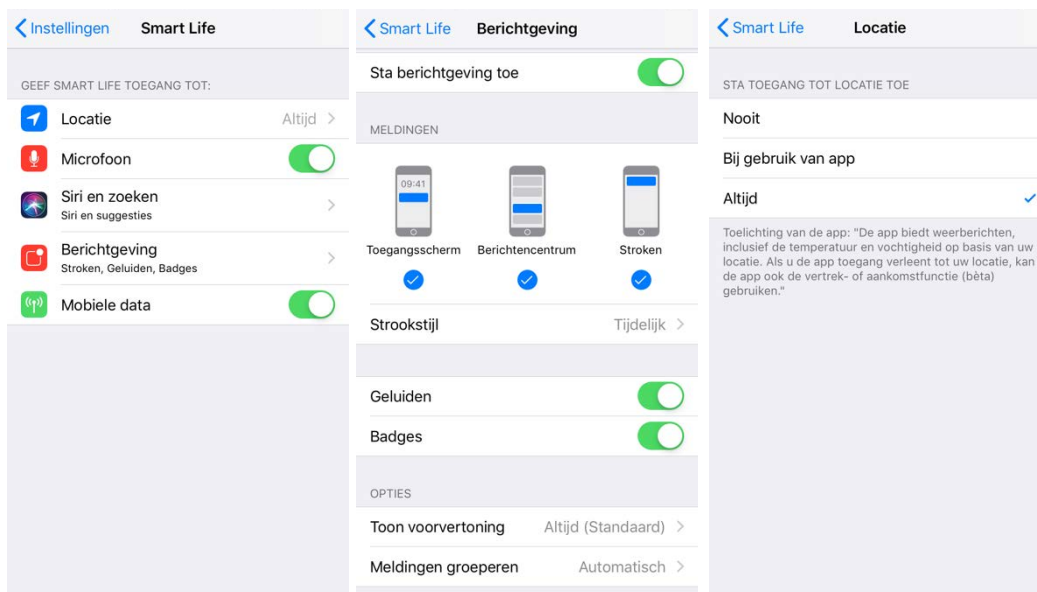 Instellingen Smart Life
GEEF SMART LIFE TOEGANG TOT:
Locatie Altijd
Microfoon
Siri en zoeken
Siri en suggesties
Berichtgeving
Stroken, Geluiden, Badges
Mobiele data
Smart Life Berichtgeving
Sta berichtgeving toe
MELDINGEN
09:41
Toegangsscherm Berichtencentrum Stroken
Strookstijl Tijdelijk
Geluiden
Badges
OPTIES
Toon voorvertoning Altijd (Standaard)
Meldingen groeperen Automatisch
Smart Life Locatie
STA TOEGANG TOT LOCATIE TOE
Nooit
Bij gebruik van app
Altijd
Toelichting van de app: "De app biedt weerberichten,
inclusief de temperatuur en vochtigheid op basis van uw
locatie. Als u de app toegang verleent tot uw locatie, kan
de app ook de vertrek- of aankomstfunctie (bèta)
gebruiken."